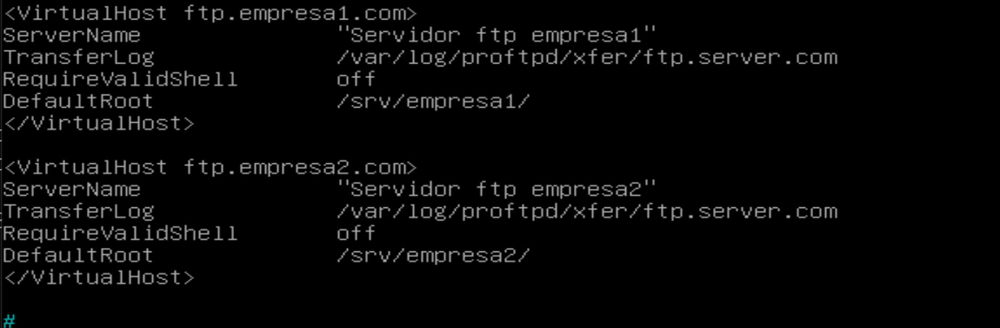 <VirtualHost ftp.empresa1.com>
ServerName "Servidor ftp empresa1"
TransferLog /var/log/proftpd/xfer/ftp.server.com
RequireValidShell off
DefaultRoot /srv/empresa1/
</VirtualHost>
<VirtualHost ftp.empresa2.com>
ServerName "Servidor ftp empresa2"
TransferLog /var/log/proftpd/xfer/ftp.server.com
RequireValidShell off
DefaultRoot /srv/empresa2/
</VirtualHost>
#